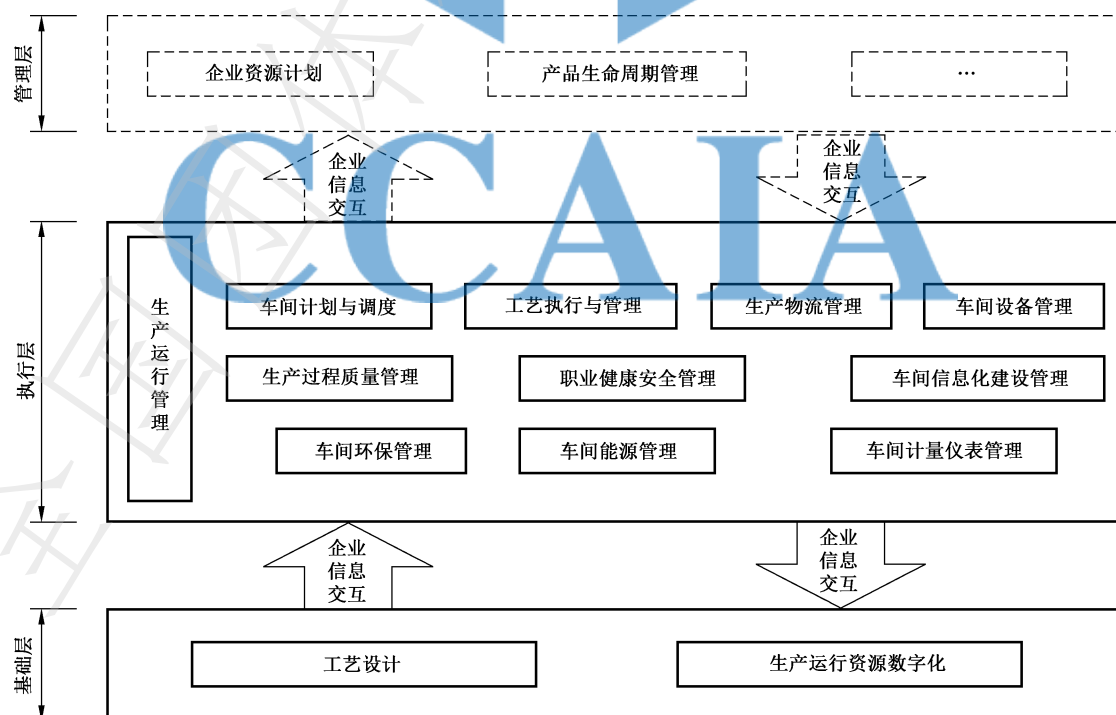 管理层
企业资源计划
产品生命周期管理
…
企业
信息
交互
企业
信息
交互
CCAIA
执行层
生产运行管理
车间计划与调度
工艺执行与管理
生产物流管理
车间设备管理
生产过程质量管理
职业健康安全管理
车间信息化建设管理
车间环保管理
车间能源管理
车间计量仪表管理
企业
信息
交互
企业
信息
交互
基础层
工艺设计
生产运行资源数字化
全国团体